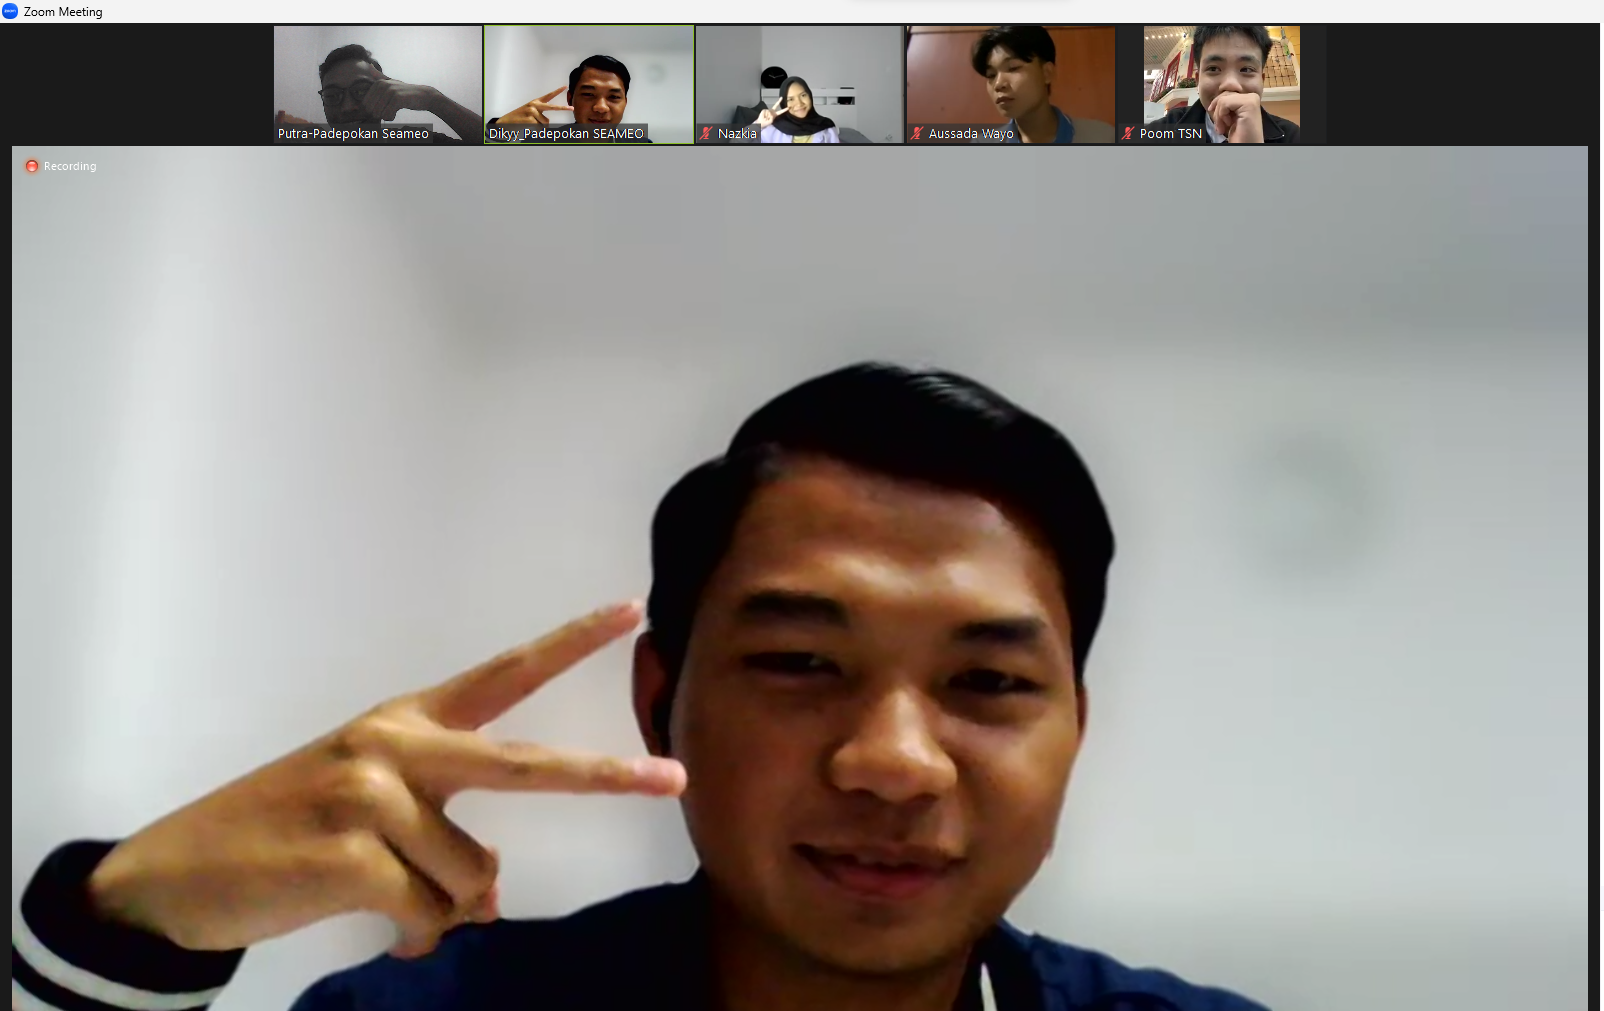 Zoom Meeting
Putra-Padepokan Seameo
Dikyy_Padepokan SEAMEO
Nazkia
Aussada Wayo
Poom TSN
Recording